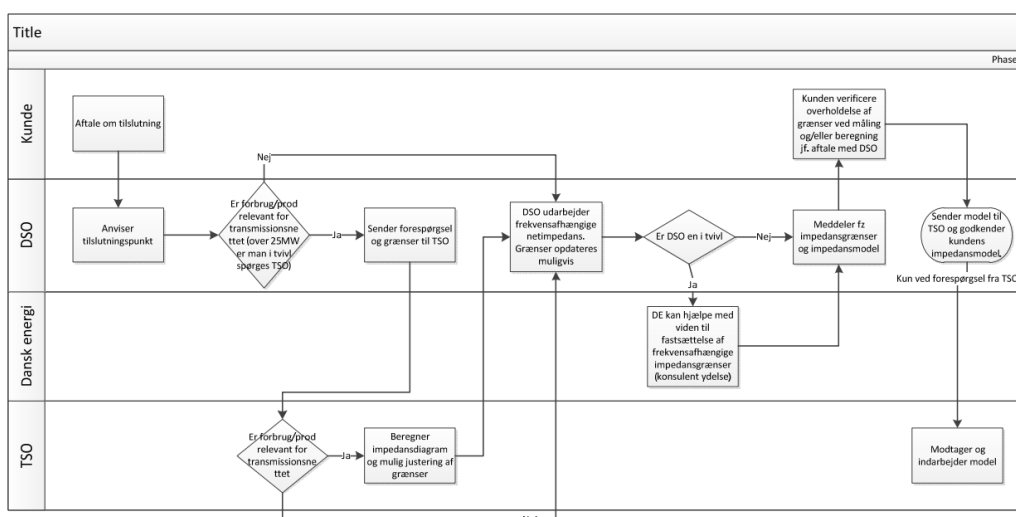 Title
Phase
Kunde
Aftale om tilslutning
Kunden verificere
overholdelse af
grænser ved måling
og/eller beregning
jf. aftale med DSO
Nej
DSO
Anviser
tilslutningspunkt
Er forbrug/prod
relevant for
transmissionsne
ttet (over 25MW
er man i tvivl
spørges TSO)
Ja
Sender forespørgsel
og grænser til TSO
DSO udarbejder
frekvensafhængige
netimpedans.
Grænser opdateres
muligvis
Er DSO en i tvivl
Nej
Ja
Meddeler fz
impedansgrænser
og impedansmodel
Sender model til
TSO og godkender
kundens
impedansmodel.
Kun ved forespørgsel fra TSO
Dansk energi
DE kan hjælpe med
viden til
fastsættelse af
frekvensafhængige
impedansgrænser
(konsulent ydelse)
TSO
Er forbrug/prod
relevant for
transmissionsne
ttet
Ja
Beregner
impedansdiagram
og mulig justering af
grænser
Modtager og
indarbejder model